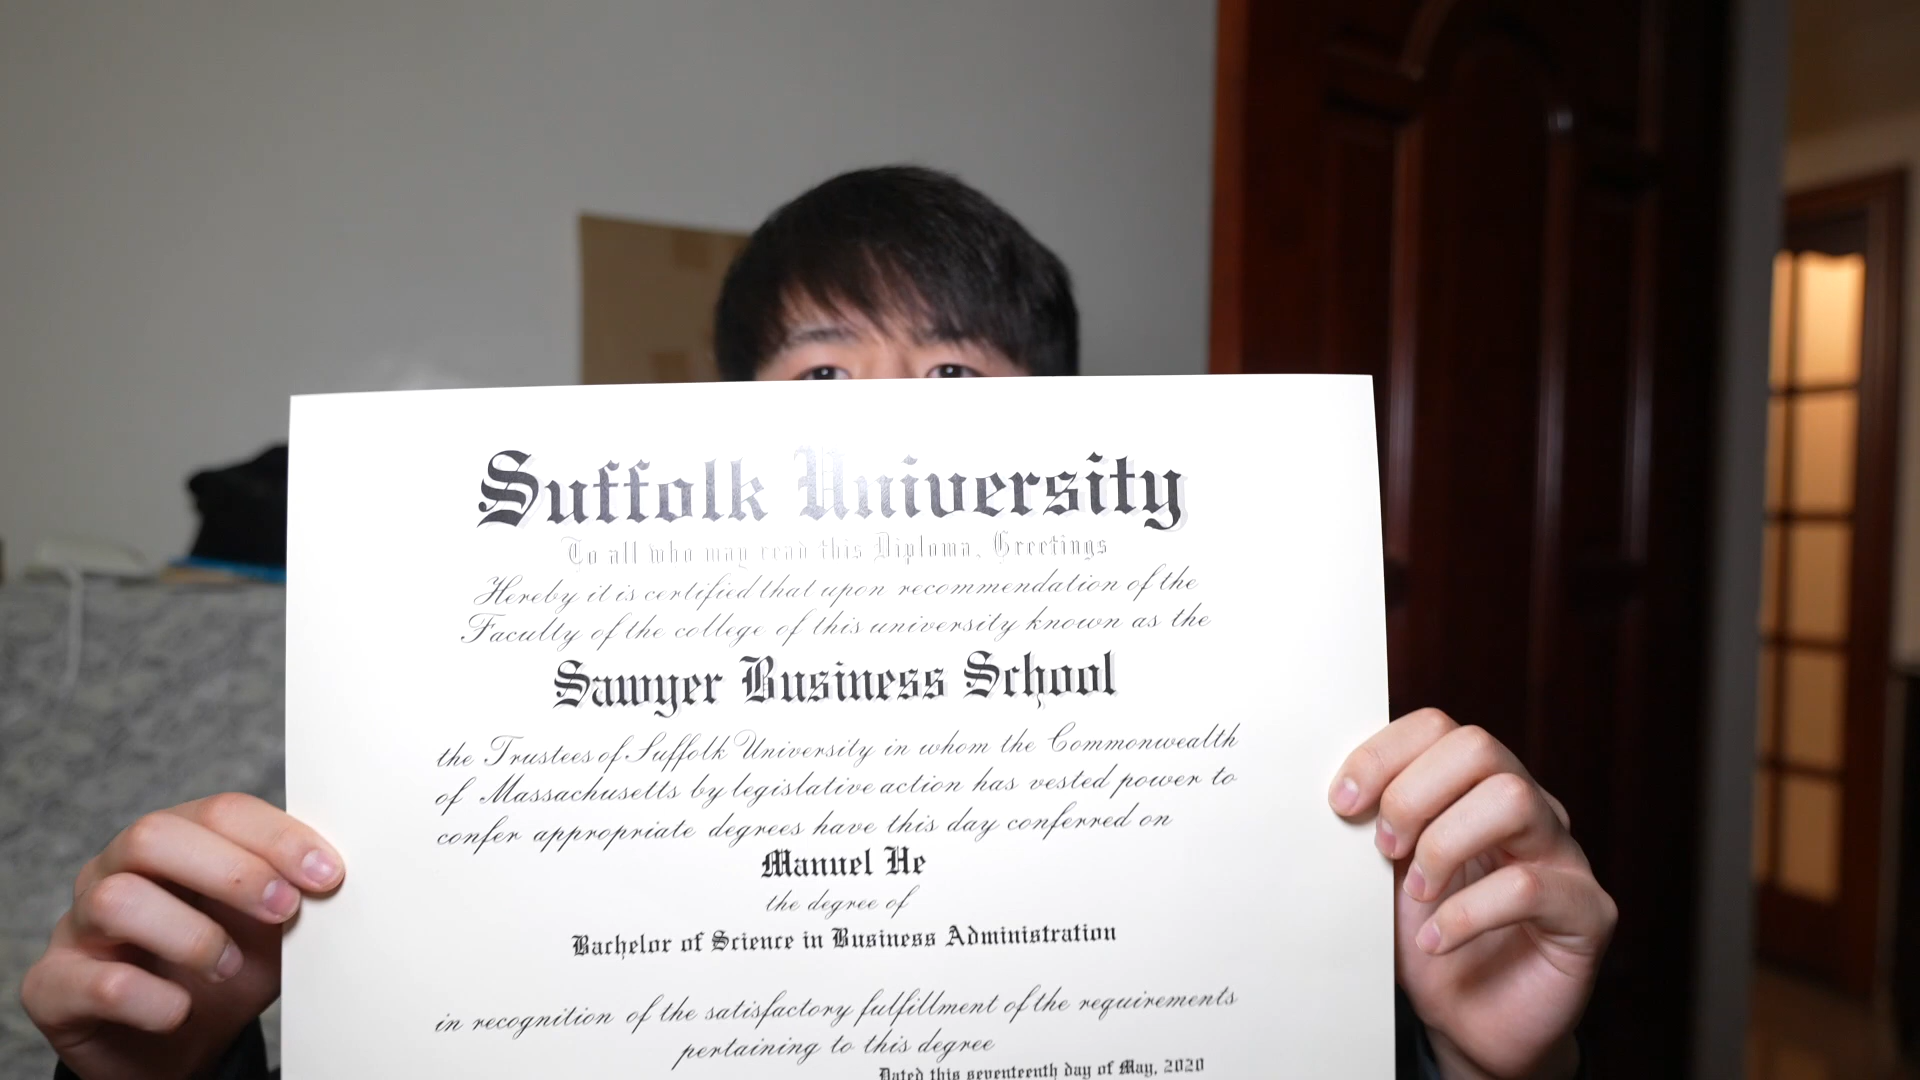 Suffolk University
To all who may read this Diploma, Greetings
Hereby it is certified that upon recommendation of the
Faculty of the college of this university known as the
Sawyer Business School
the Trustees of Suffolk University in whom the Commonwealth
of Massachusetts by legislative action has vested power to
confer appropriate degrees have this day conferred on
Manuel He
the degree of
Bachelor of Science in Business Administration
in recognition of the satisfactory fulfillment of the requirements
pertaining to this degree
Dated this seventeenth day of May, 2020